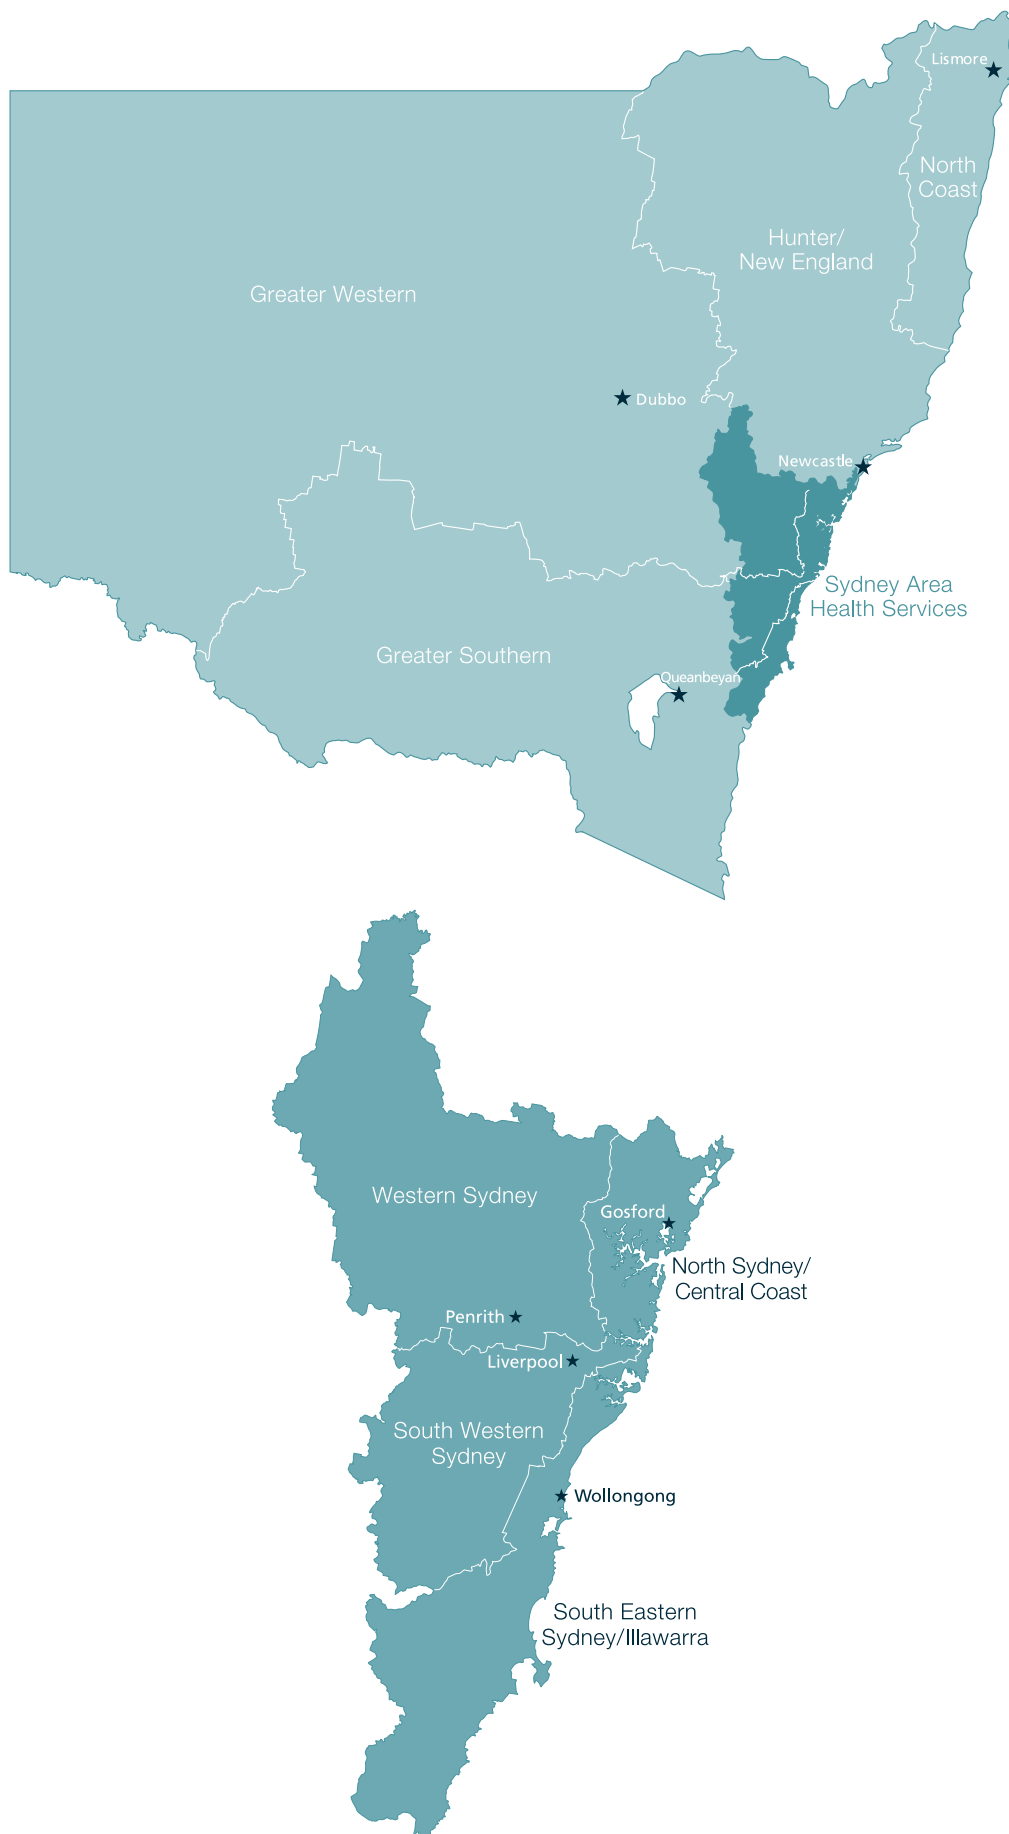 Lismore
North
Coast
Hunter/
New England
Greater Western
Dubbo
Newcastle
Sydney Area
Health Services
Greater Southern
Queanbeyan
Western Sydney
Gosford
North Sydney/
Central Coast
Penrith
Liverpool
South Western
Sydney
Wollongong
South Eastern
Sydney/Illawarra